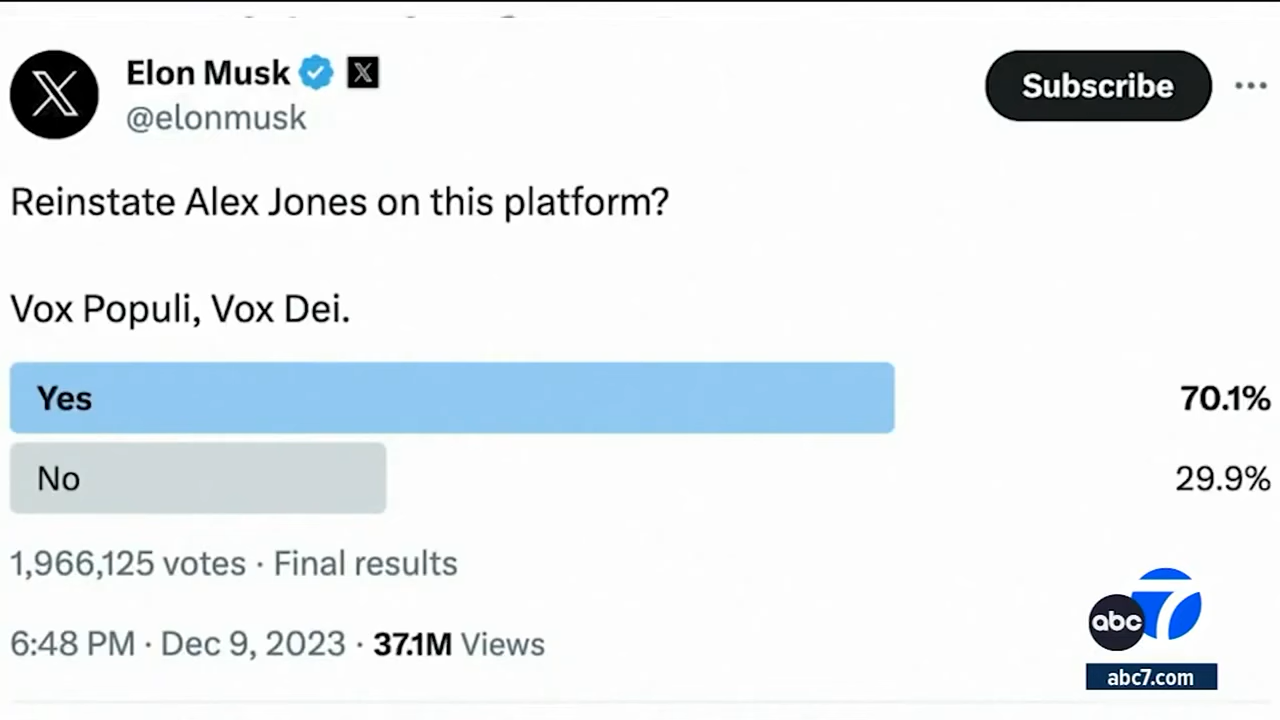 Elon Musk
@elonmusk
Subscribe
Reinstate Alex Jones on this platform?
Vox Populi, Vox Dei.
Yes 70.1%
No 29.9%
1,966,125 votes · Final results
6:48 PM · Dec 9, 2023 · 37.1M Views
abc 7
abc7.com